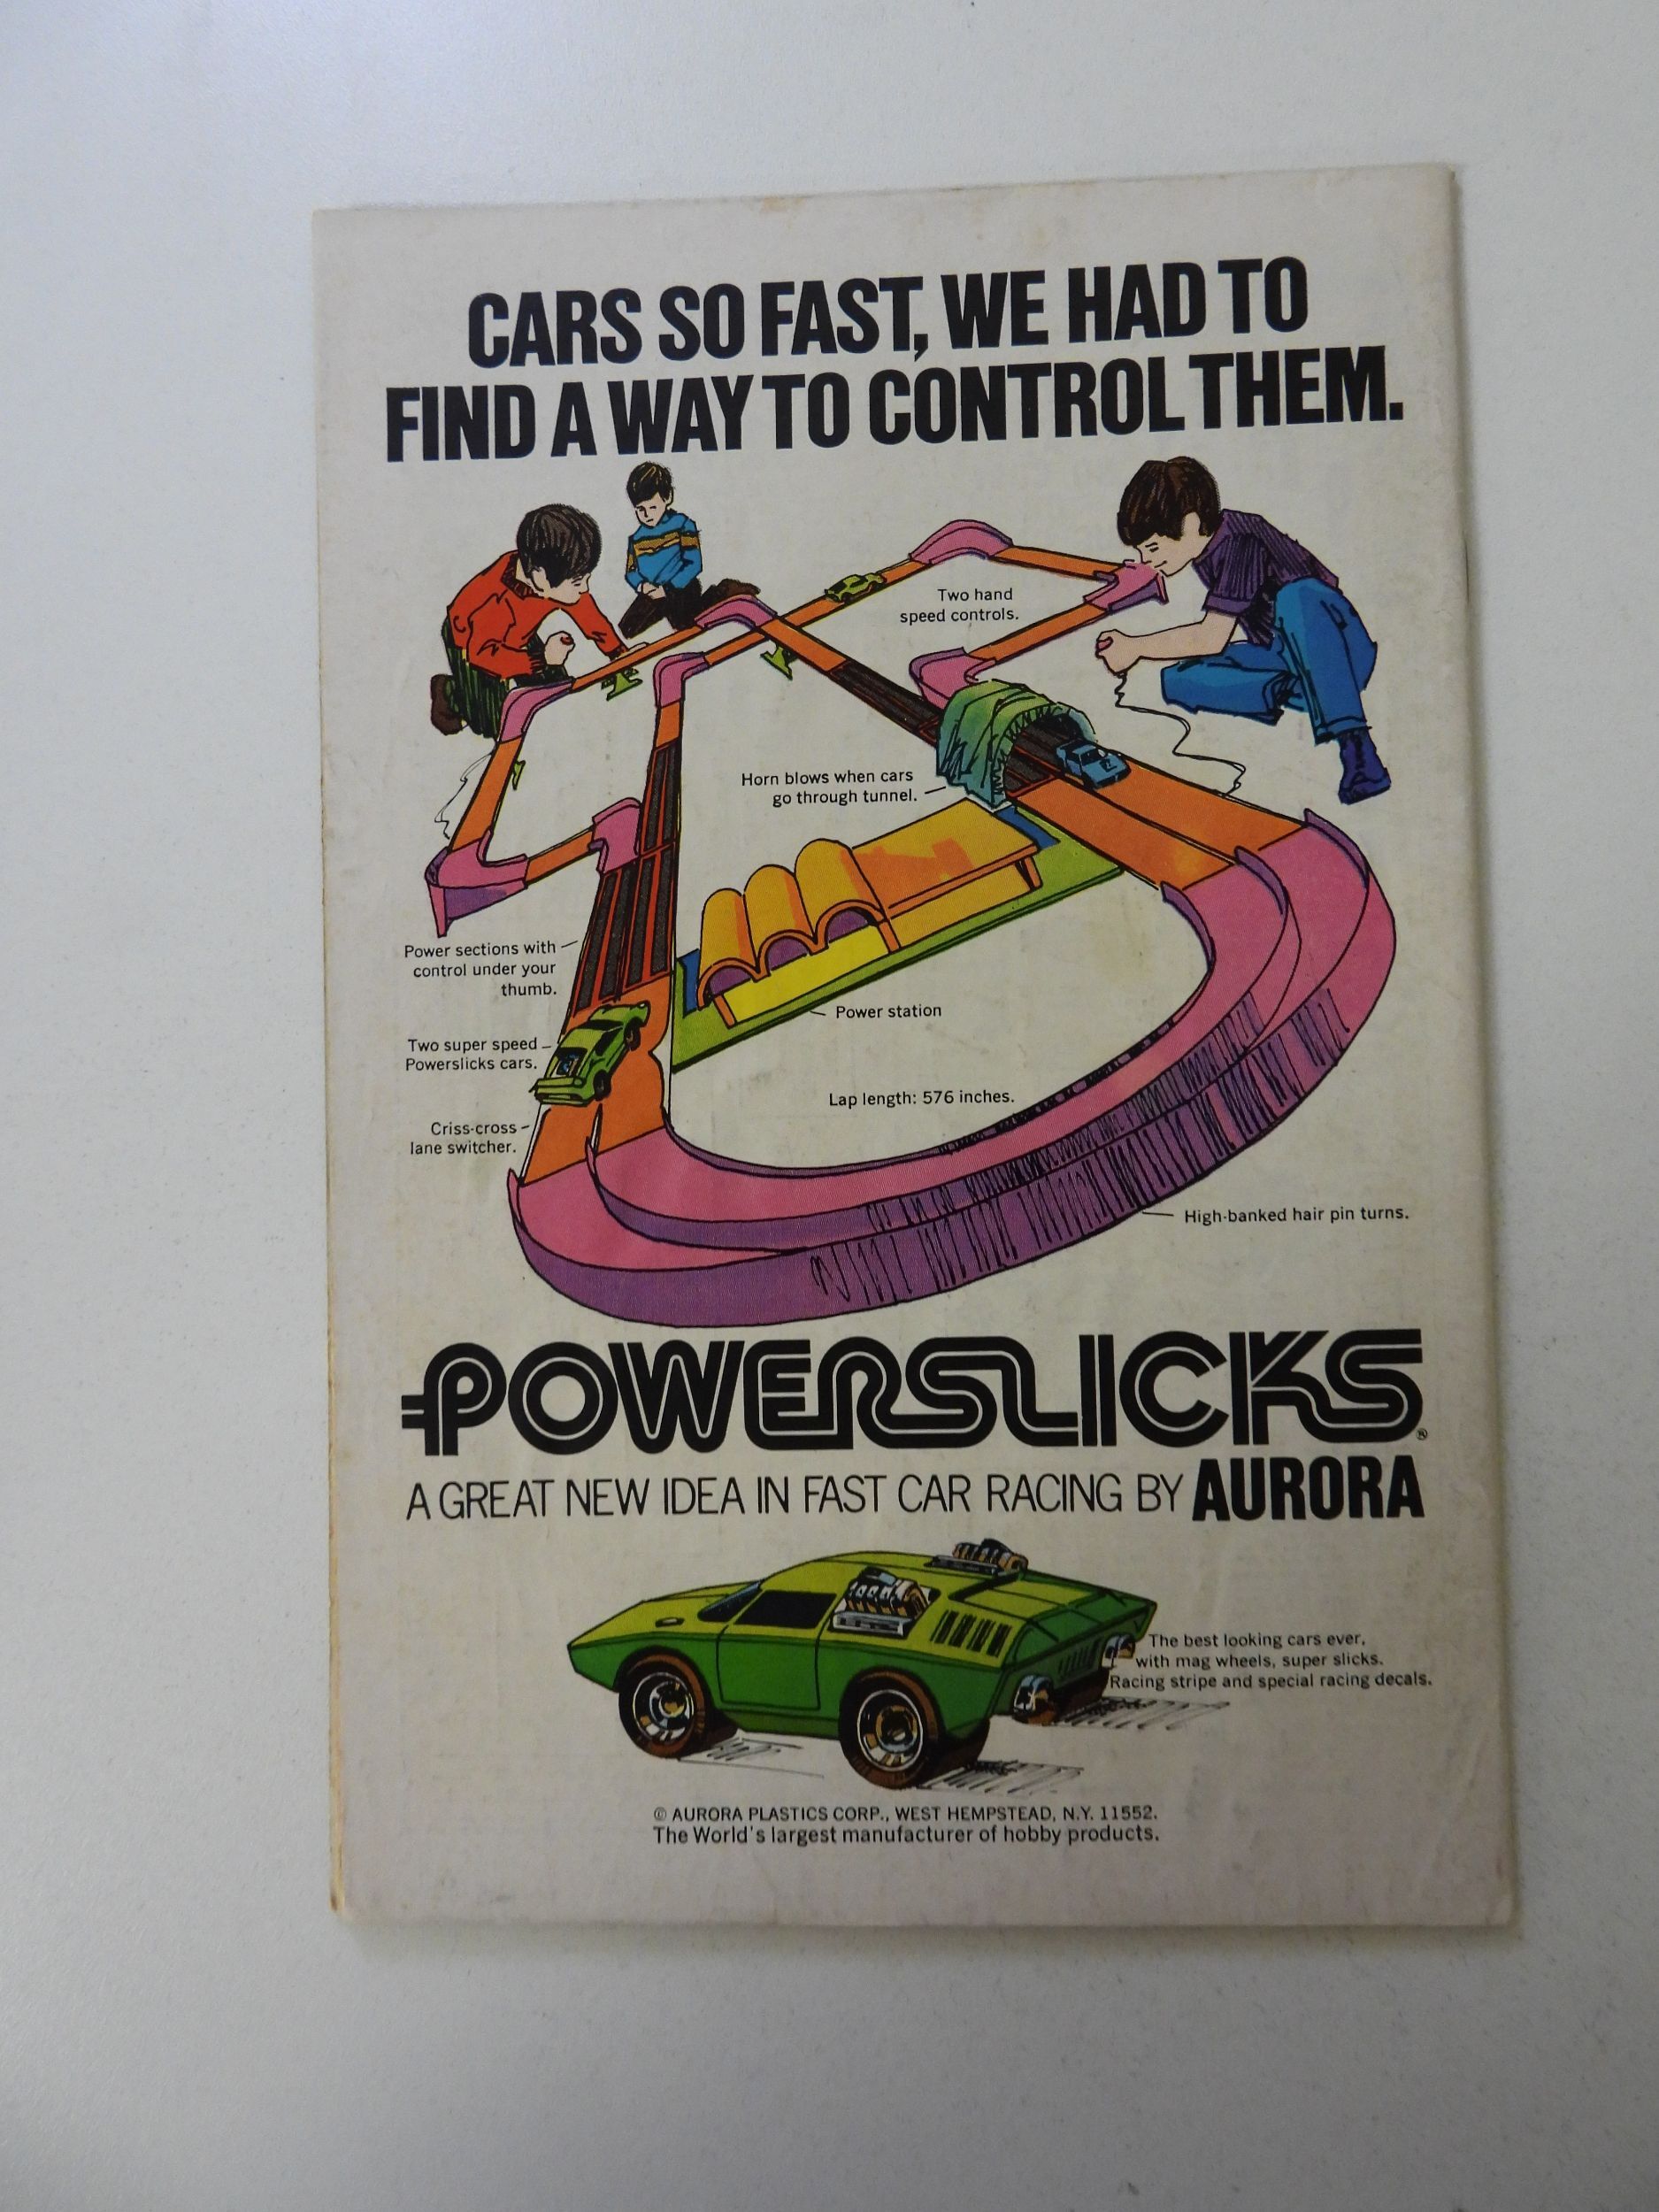 CARS SO FAST, WE HAD TO
FIND A WAY TO CONTROL THEM.
Two hand
speed controls.
Horn blows when cars
go through tunnel.
Power sections with
control under your
thumb.
Power station
Two super speed
Powerslicks cars.
Lap length: 576 inches.
Criss-cross
lane switcher.
High-banked hair pin turns.
POWERSLICKS®
A GREAT NEW IDEA IN FAST CAR RACING BY AURORA
The best looking cars ever,
with mag wheels, super slicks.
Racing stripe and special racing decals.
© AURORA PLASTICS CORP., WEST HEMPSTEAD, N.Y. 11552.
The World's largest manufacturer of hobby products.